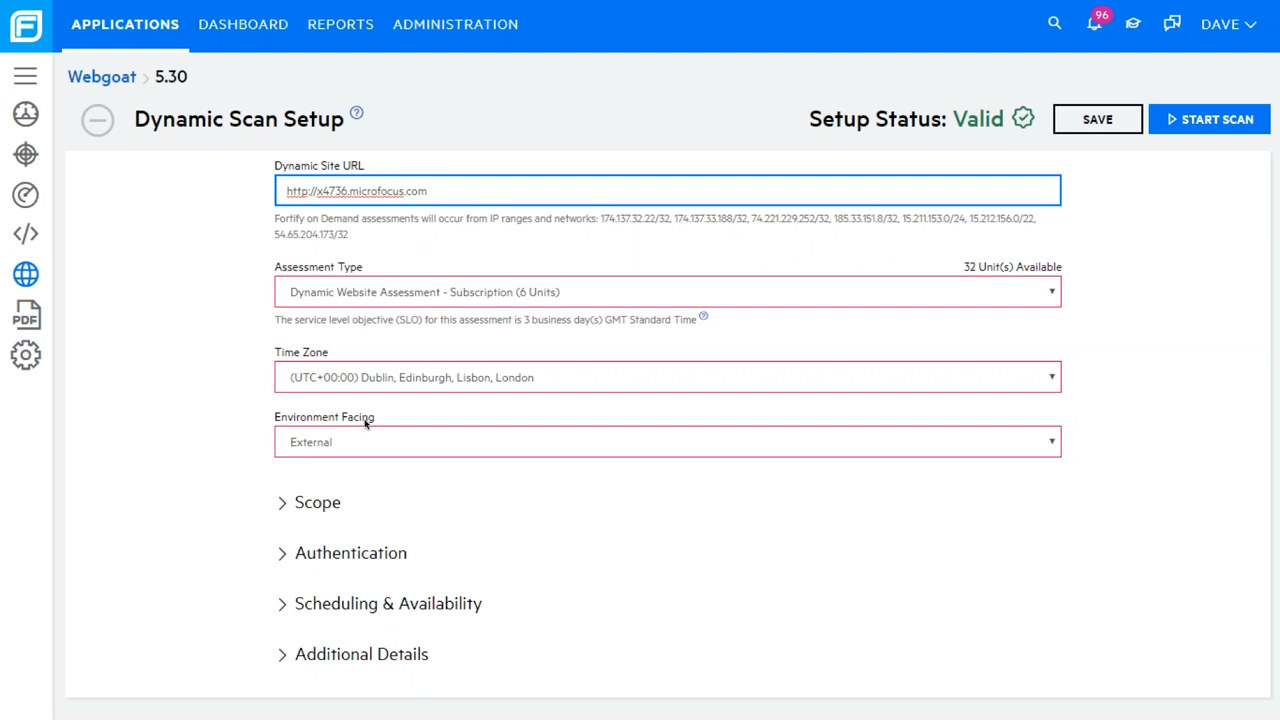 APPLICATIONS DASHBOARD REPORTS ADMINISTRATION 96 DAVE
Webgoat > 5.30
Dynamic Scan Setup ? Setup Status: Valid SAVE START SCAN
Dynamic Site URL
http://x4736.microfocus.com
Fortify on Demand assessments will occur from IP ranges and networks: 174.137.32.22/32, 174.137.33.188/32, 74.221.229.252/32, 185.33.151.8/32, 15.211.153.0/24, 15.212.156.0/22,
54.65.204.173/32
Assessment Type 32 Unit(s) Available
Dynamic Website Assessment - Subscription (6 Units)
The service level objective (SLO) for this assessment is 3 business day(s) GMT Standard Time ?
Time Zone
(UTC+00:00) Dublin, Edinburgh, Lisbon, London
Environment Facing
External
Scope
Authentication
Scheduling & Availability
PDF
Additional Details